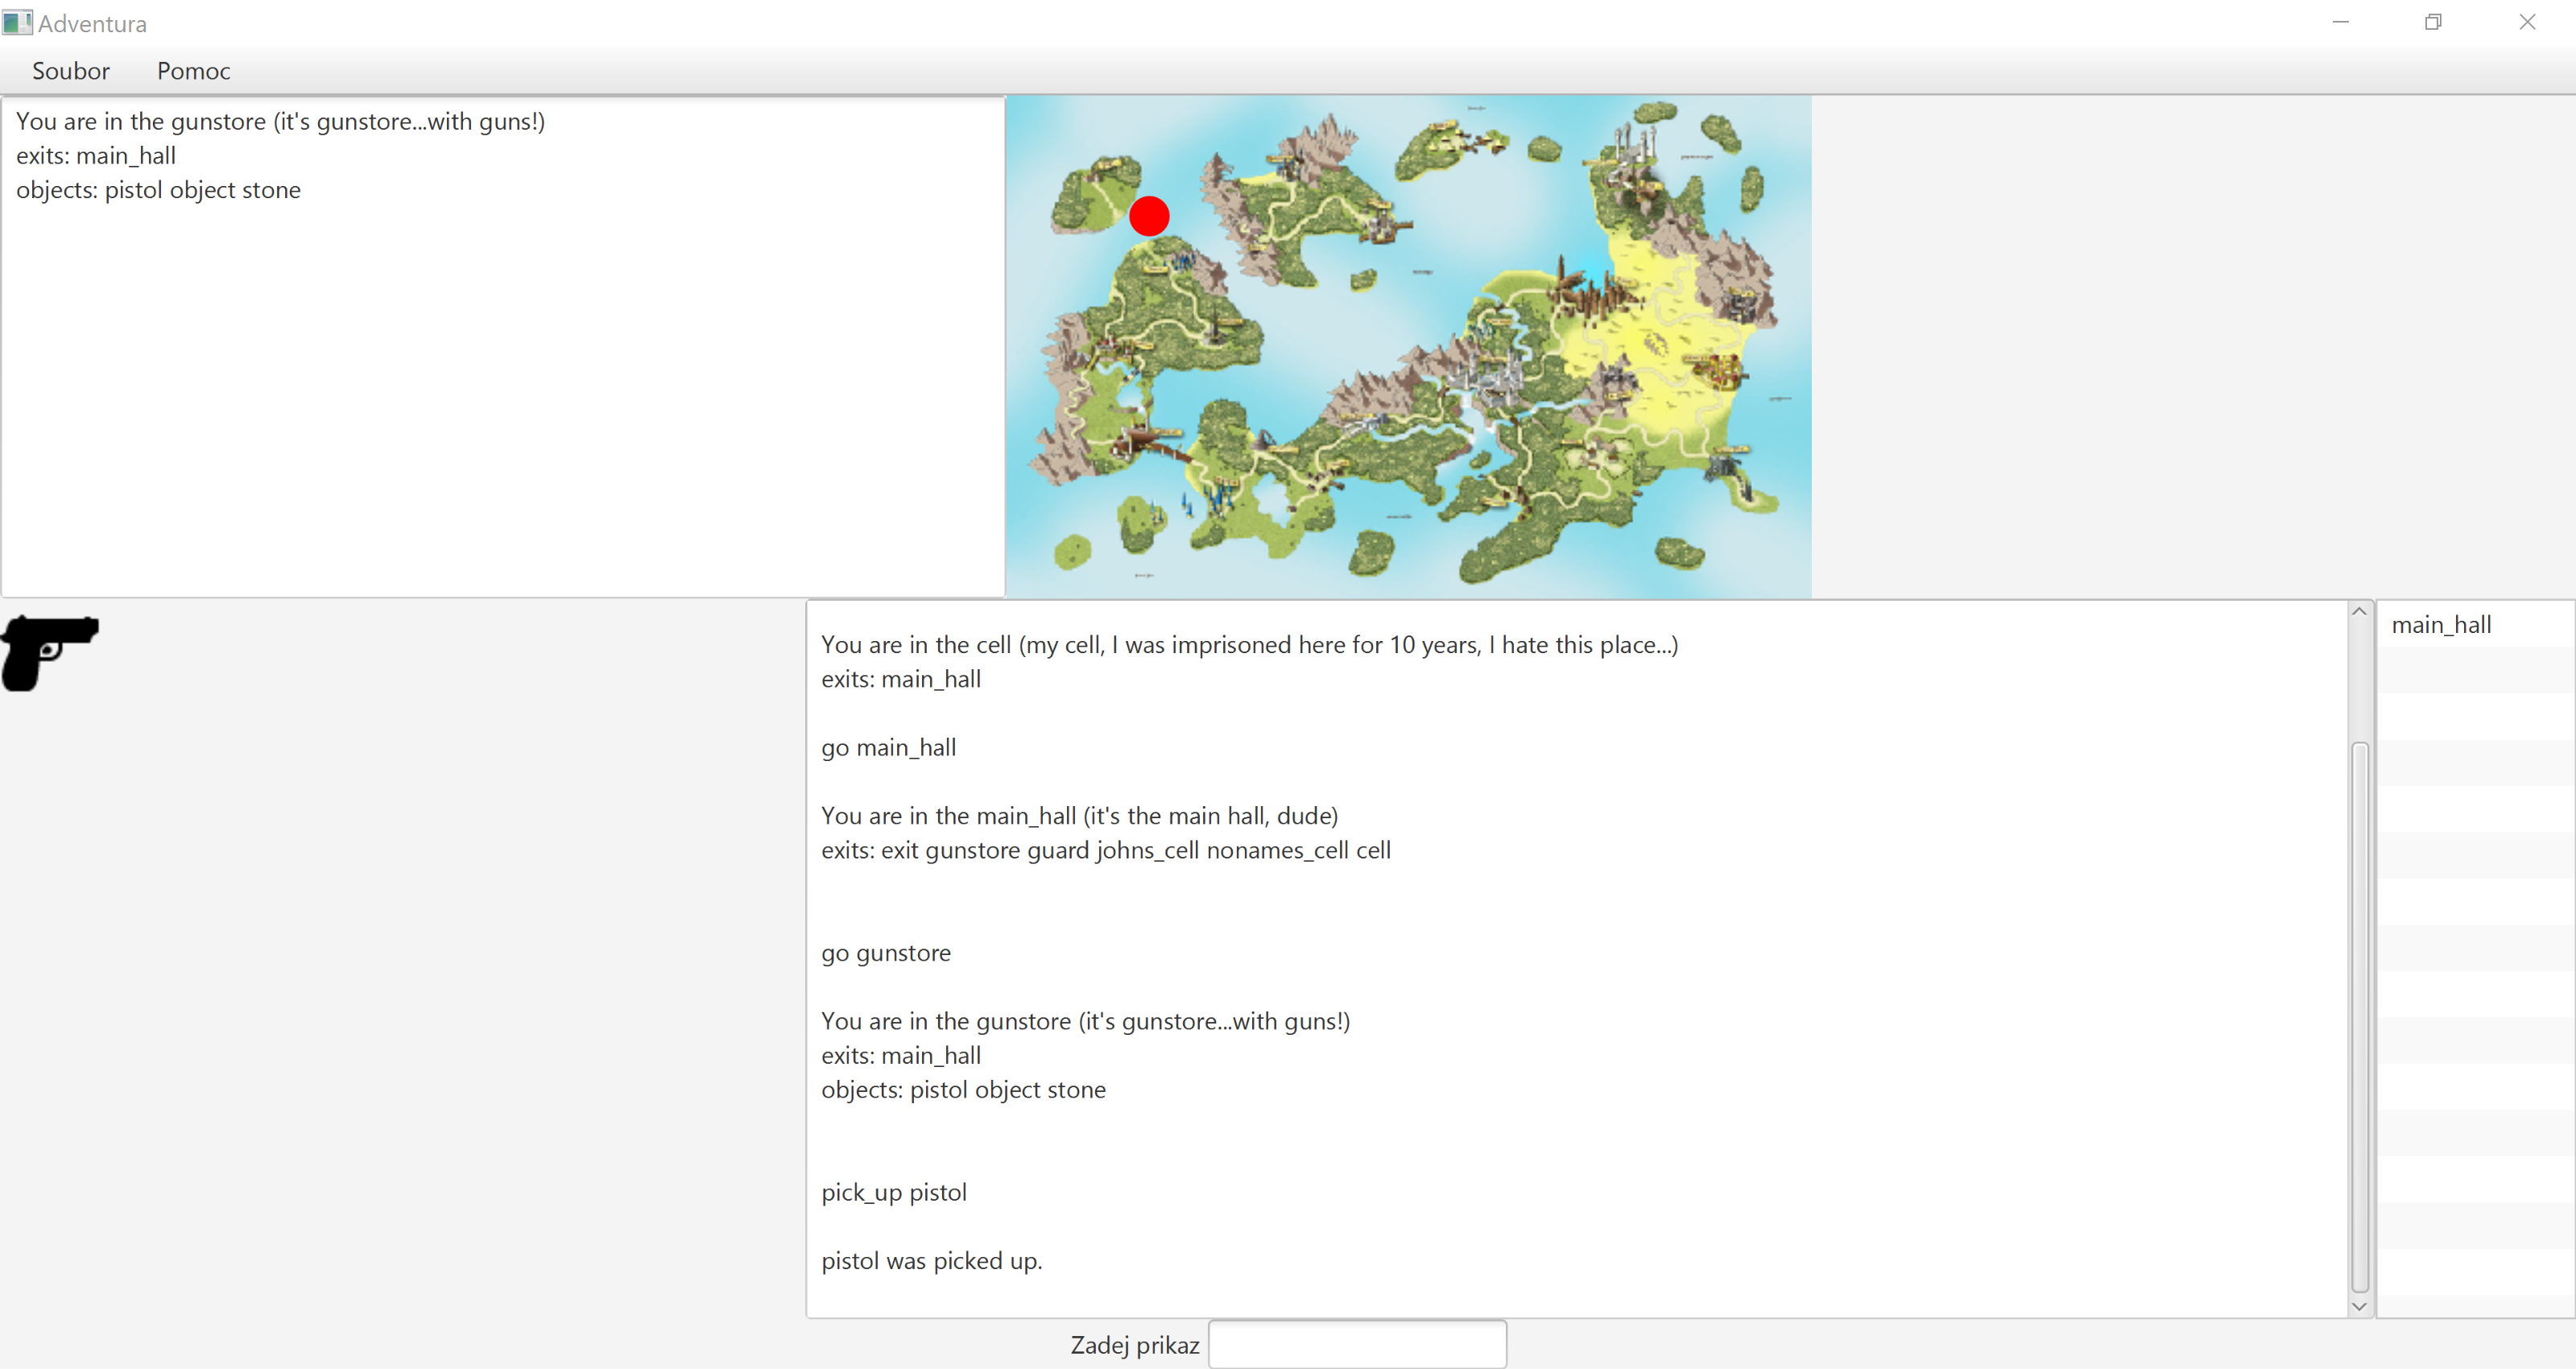 Adventura
Soubor Pomoc
You are in the gunstore (it's gunstore...with guns!)
exits: main_hall
objects: pistol object stone
You are in the cell (my cell, I was imprisoned here for 10 years, I hate this place...)
exits: main_hall
go main_hall
You are in the main_hall (it's the main hall, dude)
exits: exit gunstore guard johns_cell nonames_cell cell
go gunstore
You are in the gunstore (it's gunstore...with guns!)
exits: main_hall
objects: pistol object stone
pick_up pistol
pistol was picked up.
main_hall
Zadej prikaz